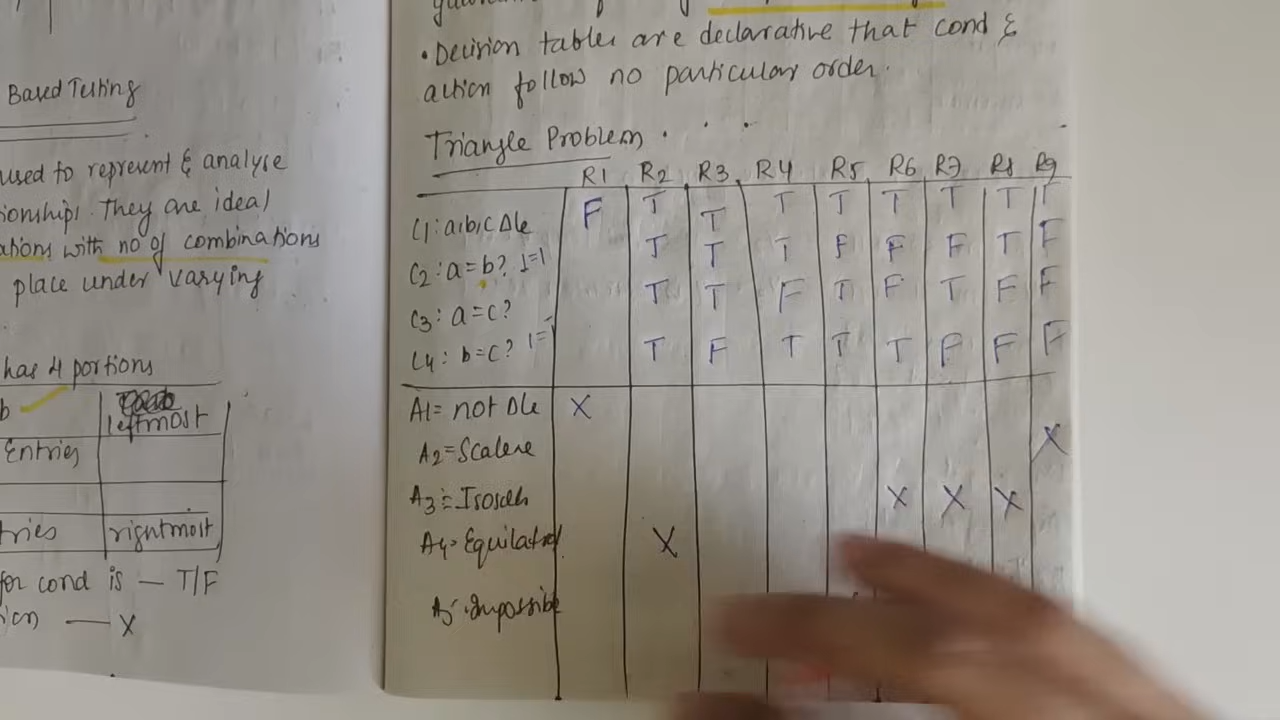 Based Testing
used to represent & analyse
ionships. They are ideal
ations with no of combinations
place under varying
has 4 portions
b leftmost
Entries
tries rightmost
for cond is — T/F
— X
• Decision tables are declarative that cond &
action follow no particular order.
Triangle Problem.
R1 R2 R3 R4 R5 R6 R7 R8 R9
C1: a,b,c Δle F T T T T T T T T
C2: a=b? 1=1 T T T F F F T F
C3: a=c? T T F T F T F F
C4: b=c? T F T T T F F F
A1= not Δle X
A2= Scalene X
A3= Isosceles X X X
A4= Equilateral X
A5: Impossible